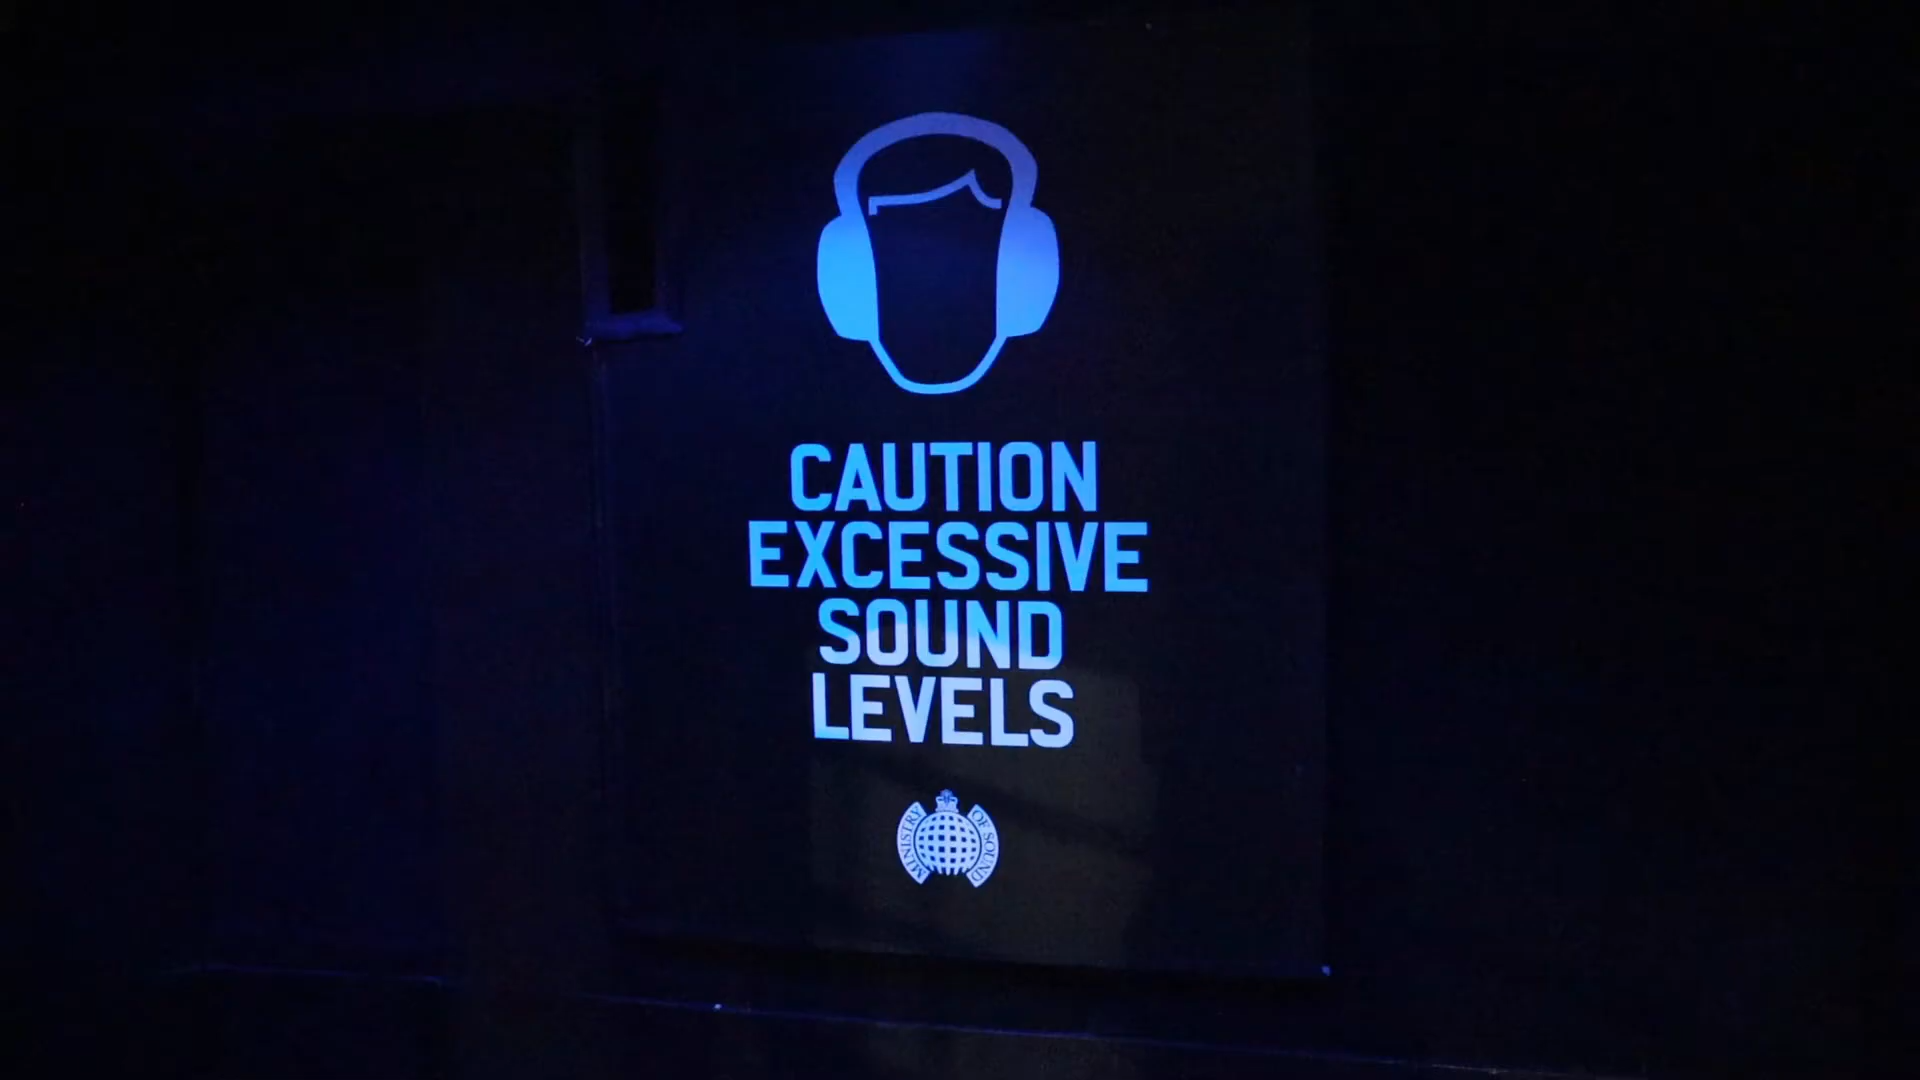 CAUTION
EXCESSIVE
SOUND
LEVELS
MINISTRY OF SOUND